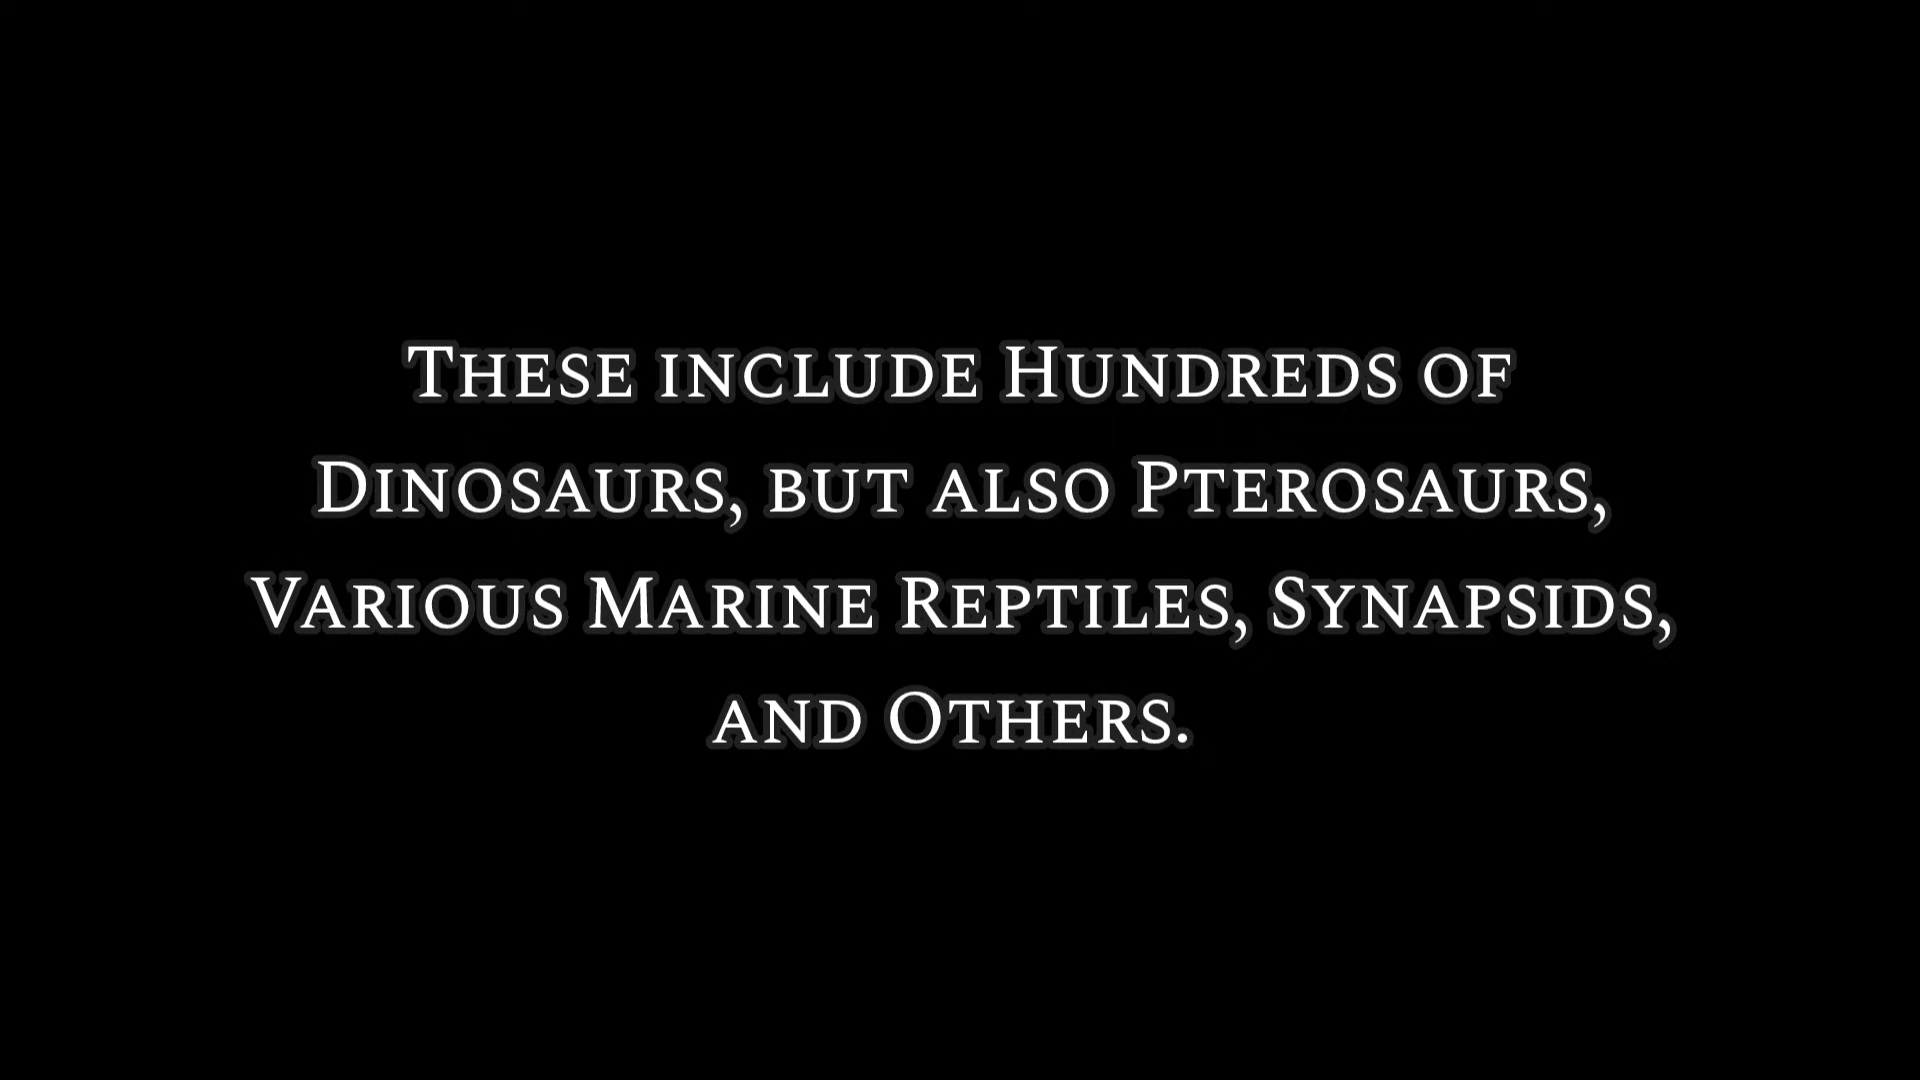 These include Hundreds of
Dinosaurs, but also Pterosaurs,
Various Marine Reptiles, Synapsids,
and Others.